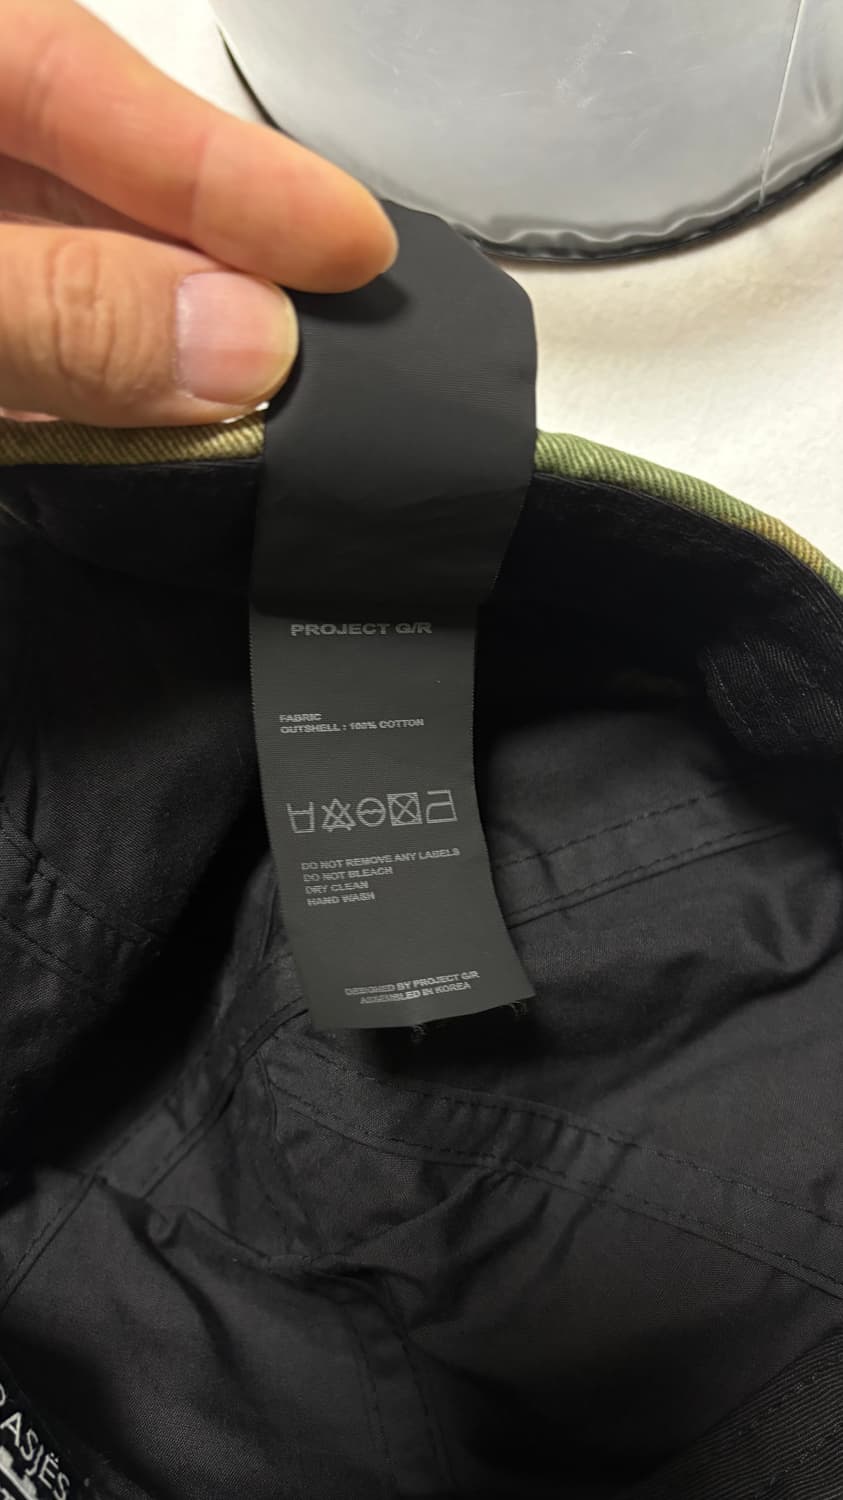 PROJECT G/R
FABRIC
OUTSHELL : 100% COTTON
DO NOT REMOVE ANY LABELS
DO NOT BLEACH
DRY CLEAN
HAND WASH
DESIGNED BY PROJECT G/R
ASSEMBLED IN KOREA
ASJËS